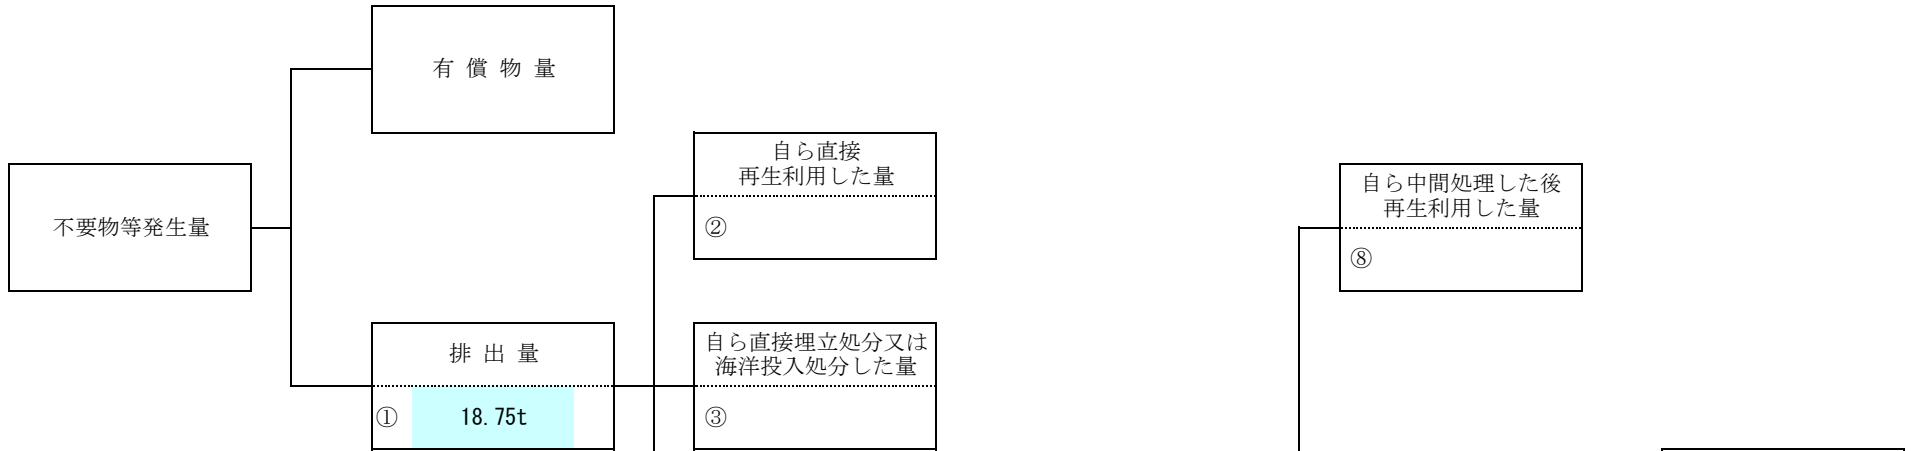 有 償 物 量
自ら直接
再生利用した量
②
不要物等発生量
自ら中間処理した後
再生利用した量
⑧
排 出 量
① 18.75t
自ら直接埋立処分又は
海洋投入処分した量
③